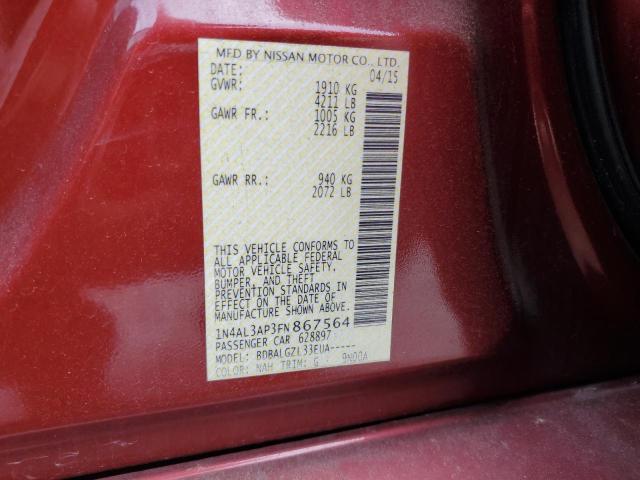 MFD BY NISSAN MOTOR CO., LTD.
DATE: 04/15
GVWR: 1910 KG
4211 LB
GAWR FR.: 1005 KG
2216 LB
GAWR RR.: 940 KG
2072 LB
THIS VEHICLE CONFORMS TO
ALL APPLICABLE FEDERAL
MOTOR VEHICLE SAFETY,
BUMPER, AND THEFT
PREVENTION STANDARDS IN
EFFECT ON THE DATE OF
MANUFACTURE SHOWN ABOVE.
1N4AL3AP3FN867564
PASSENGER CAR 628897
MODEL: BDBALGZL33EUA-----
COLOR: NAH TRIM: G